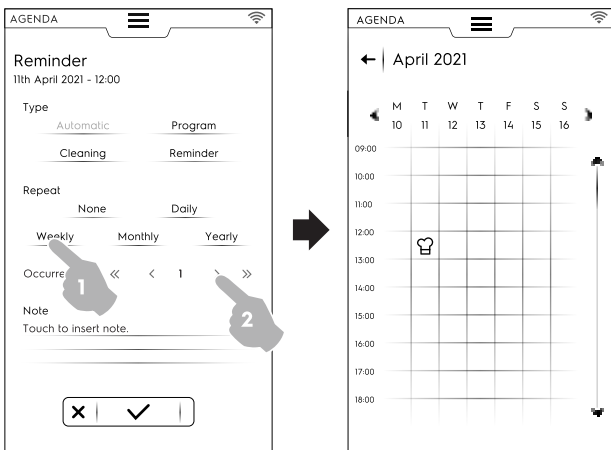 AGENDA
Reminder
11th April 2021 - 12:00
Type
Automatic Program
Cleaning Reminder
Repeat
None Daily
Weekly Monthly Yearly
Occurre « < 1 > »
1
2
Note
Touch to insert note.
AGENDA
April 2021
M T W T F S S
10 11 12 13 14 15 16
09:00
10:00
11:00
12:00
13:00
14:00
15:00
16:00
17:00
18:00